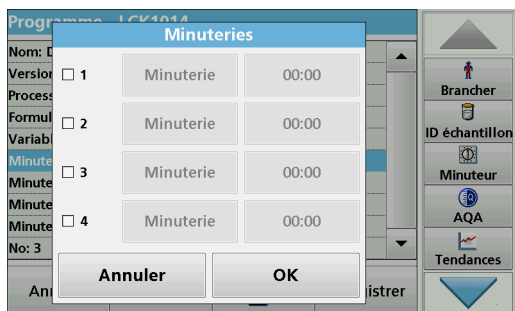 Programme LCK1014
Minuteries
Nom:
Version
Process
Formul
Variabl
Minute
Minute
Minute
Minute
No: 3
1 Minuterie 00:00
2 Minuterie 00:00
3 Minuterie 00:00
4 Minuterie 00:00
Annuler OK
An
istrer
Brancher
ID échantillon
Minuteur
AQA
Tendances